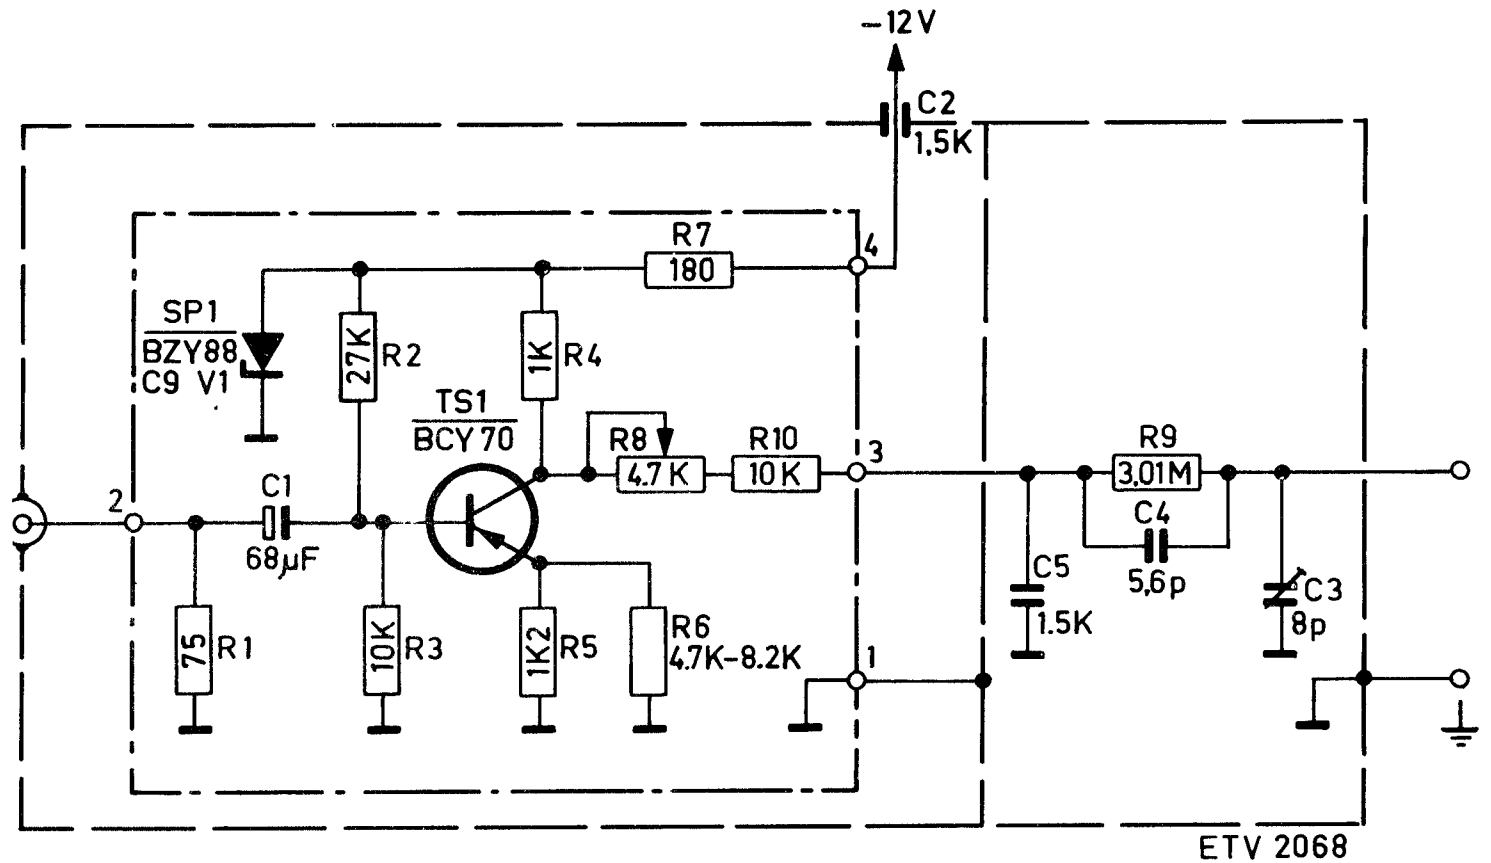 –12V
C2
1,5K
R7
180
4
SP1
BZY88
C9 V1
27K
R2
1K
R4
TS1
BCY 70
R8
4.7 K
R10
10 K
3
R9
3,01M
C4
5,6p
2
C1
68µF
C5
1.5K
C3
8p
75
R1
10K
R3
1K2
R5
R6
4.7K–8.2K
1
ETV 2068